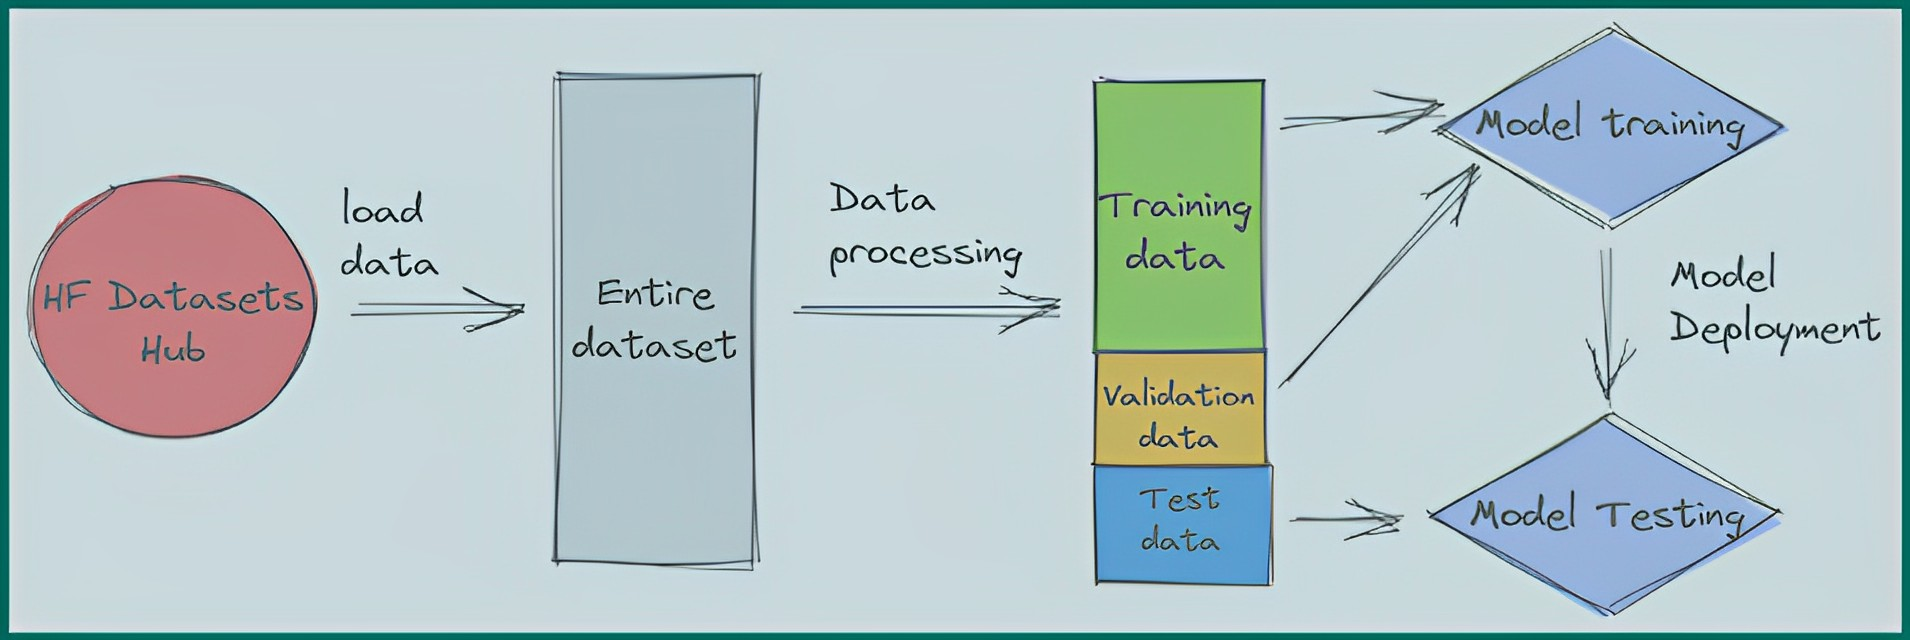 HF Datasets
Hub
load
data
Entire
dataset
Data
processing
Training
data
Validation
data
Test
data
Model training
Model
Deployment
Model Testing